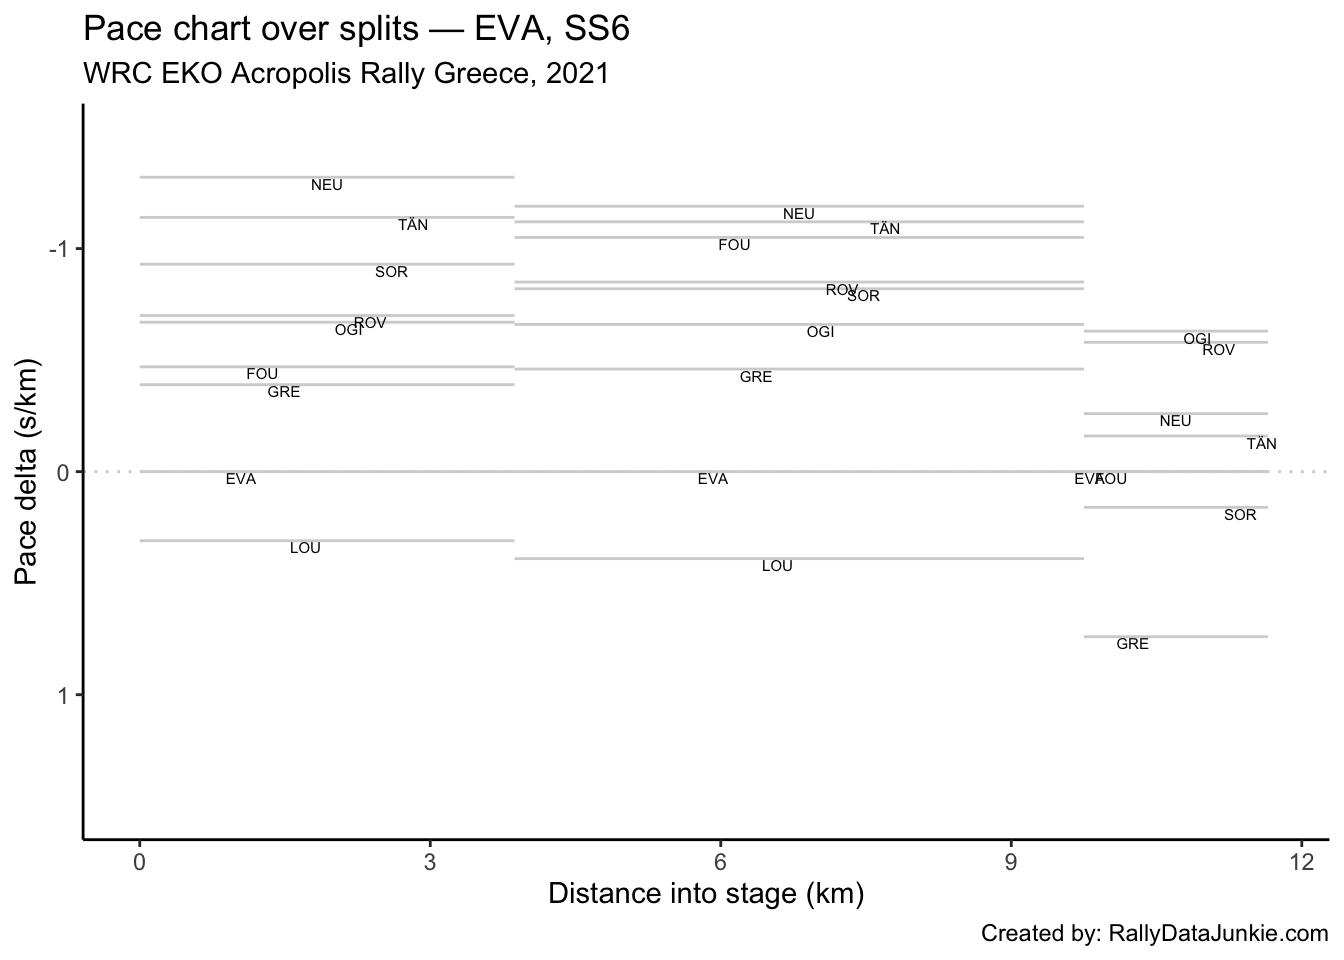 Pace chart over splits — EVA, SS6
WRC EKO Acropolis Rally Greece, 2021
Pace delta (s/km)
-1
0
1
NEU
TÄN
SOR
ROV
OGI
FOU
GRE
EVA
LOU
NEU
TÄN
FOU
ROV
SOR
OGI
GRE
EVA
LOU
OGI
ROV
NEU
TÄN
EVA
FOU
SOR
GRE
0 3 6 9 12
Distance into stage (km)
Created by: RallyDataJunkie.com